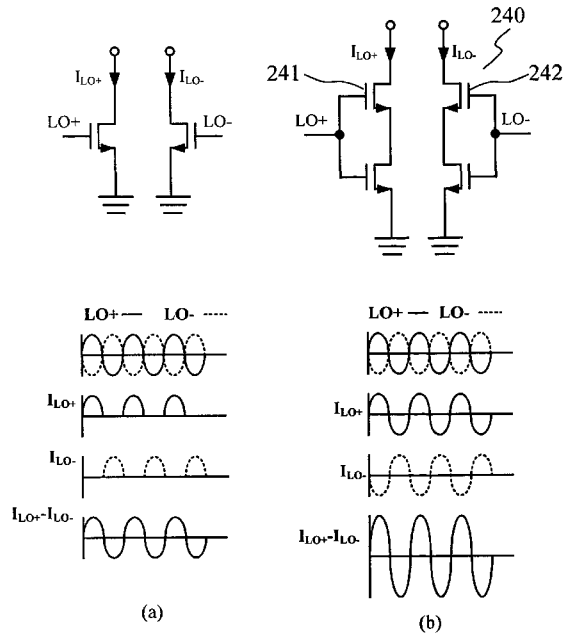 I_LO+ I_LO-
LO+ LO-
I_LO+ I_LO- 240
241 242
LO+ LO-
LO+ — LO- ----
I_LO+
I_LO-
I_LO+-I_LO-
(a)
LO+ — LO- ----
I_LO+
I_LO-
I_LO+-I_LO-
(b)